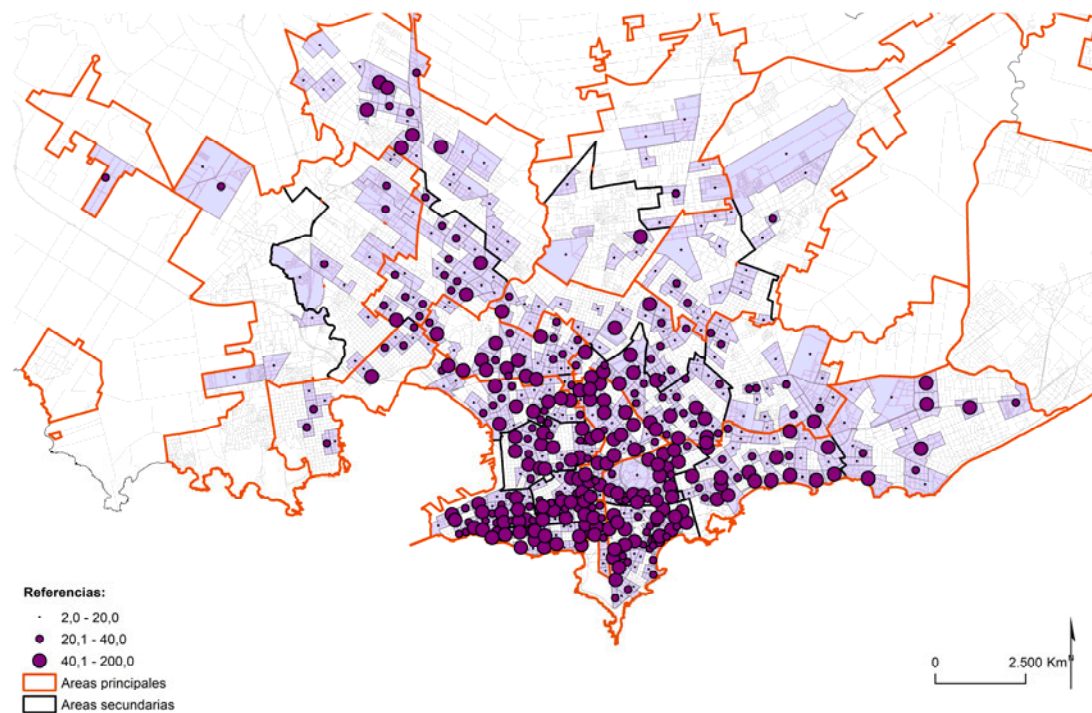 Referencias:
2,0 - 20,0
20,1 - 40,0
40,1 - 200,0
Areas principales
Areas secundarias
0 2.500 Km
N